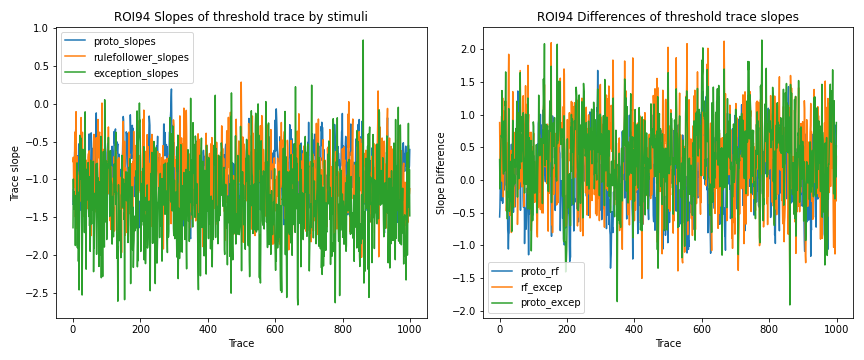 ROI94 Slopes of threshold trace by stimuli
proto_slopes
rulefollower_slopes
exception_slopes
Trace slope
1.0
0.5
0.0
−0.5
−1.0
−1.5
−2.0
−2.5
0 200 400 600 800 1000
Trace
ROI94 Differences of threshold trace slopes
Slope Difference
2.0
1.5
1.0
0.5
0.0
−0.5
−1.0
−1.5
−2.0
proto_rf
rf_excep
proto_excep
0 200 400 600 800 1000
Trace